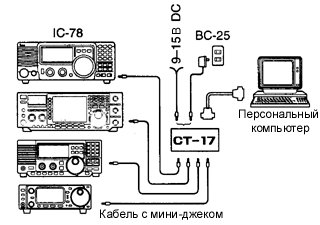 IC-78
9–15В DC
BC-25
Персональный
компьютер
CT-17
Кабель с мини-джеком